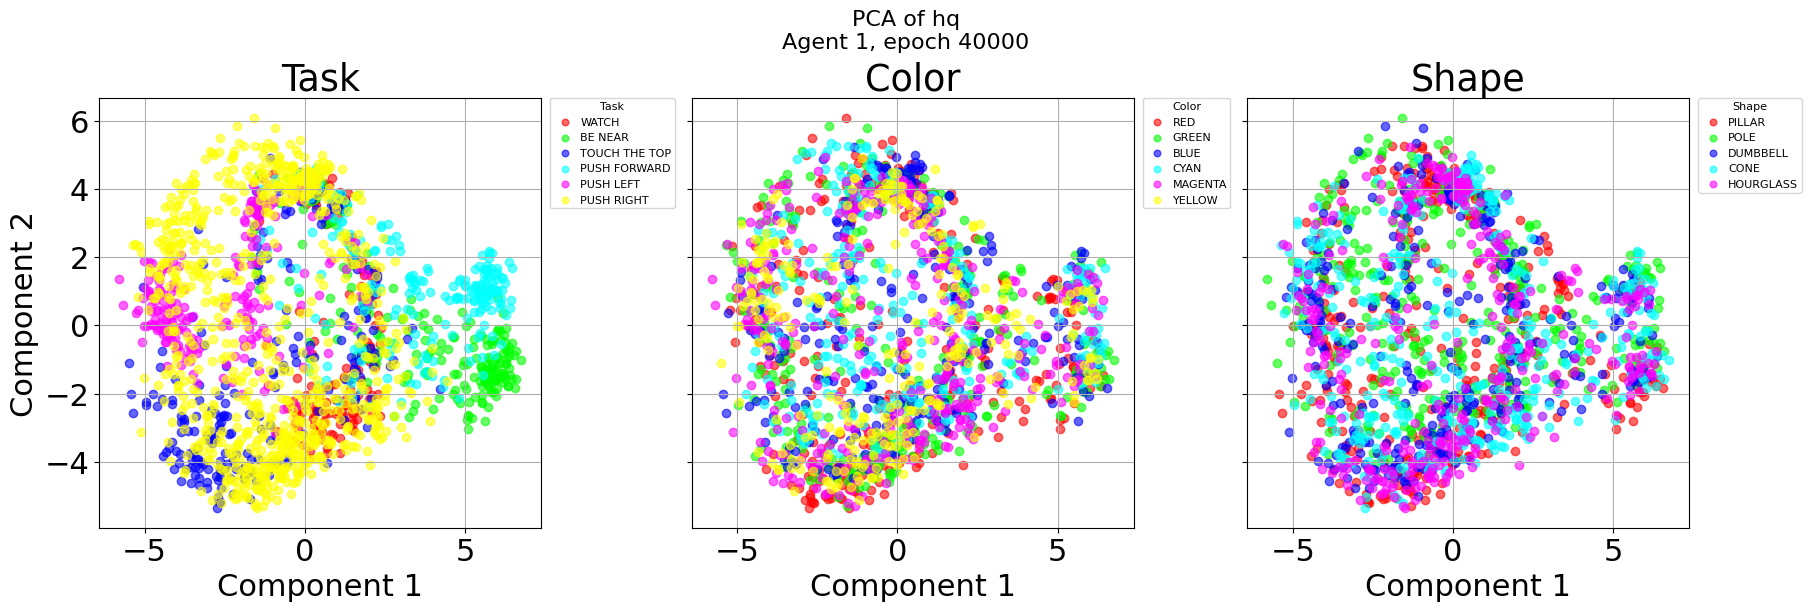 PCA of hq
Agent 1, epoch 40000
Task
Color
Shape
Component 2
6
4
2
0
−2
−4
−5 0 5
Component 1
Task
WATCH
BE NEAR
TOUCH THE TOP
PUSH FORWARD
PUSH LEFT
PUSH RIGHT
−5 0 5
Component 1
Color
RED
GREEN
BLUE
CYAN
MAGENTA
YELLOW
−5 0 5
Component 1
Shape
PILLAR
POLE
DUMBBELL
CONE
HOURGLASS